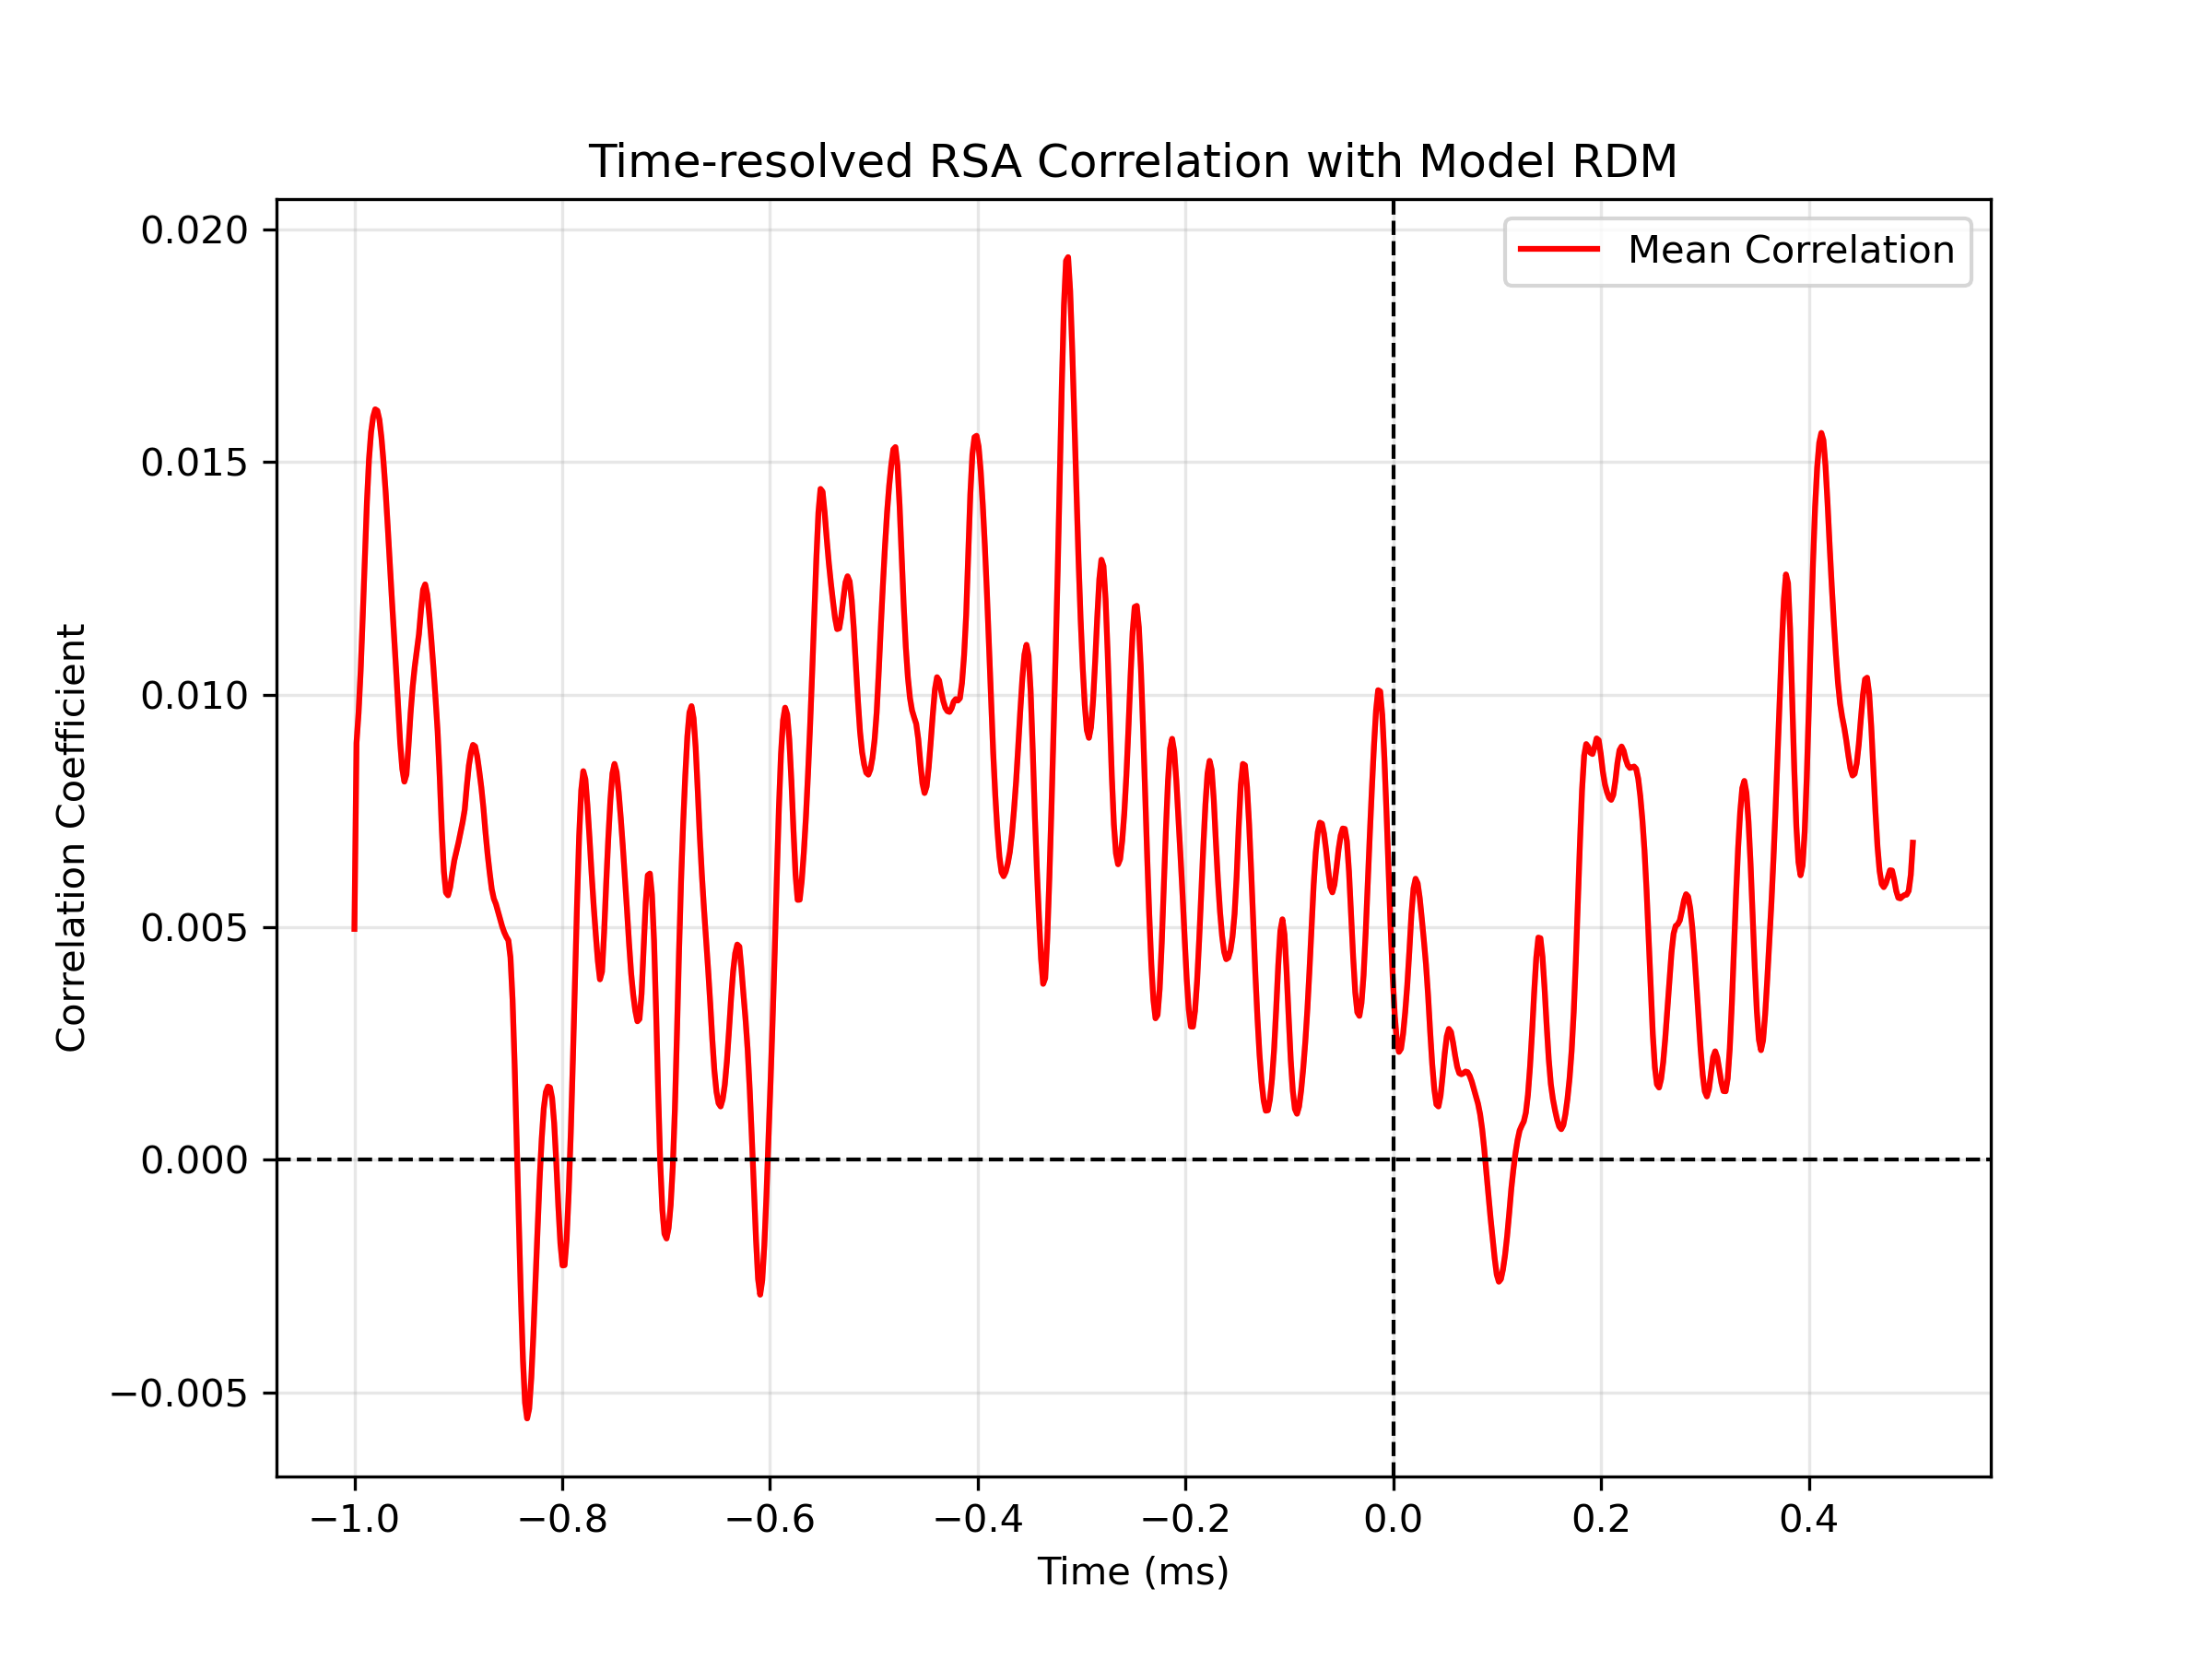 Time-resolved RSA Correlation with Model RDM
Mean Correlation
Correlation Coefficient
0.020
0.015
0.010
0.005
0.000
−0.005
−1.0 −0.8 −0.6 −0.4 −0.2 0.0 0.2 0.4
Time (ms)